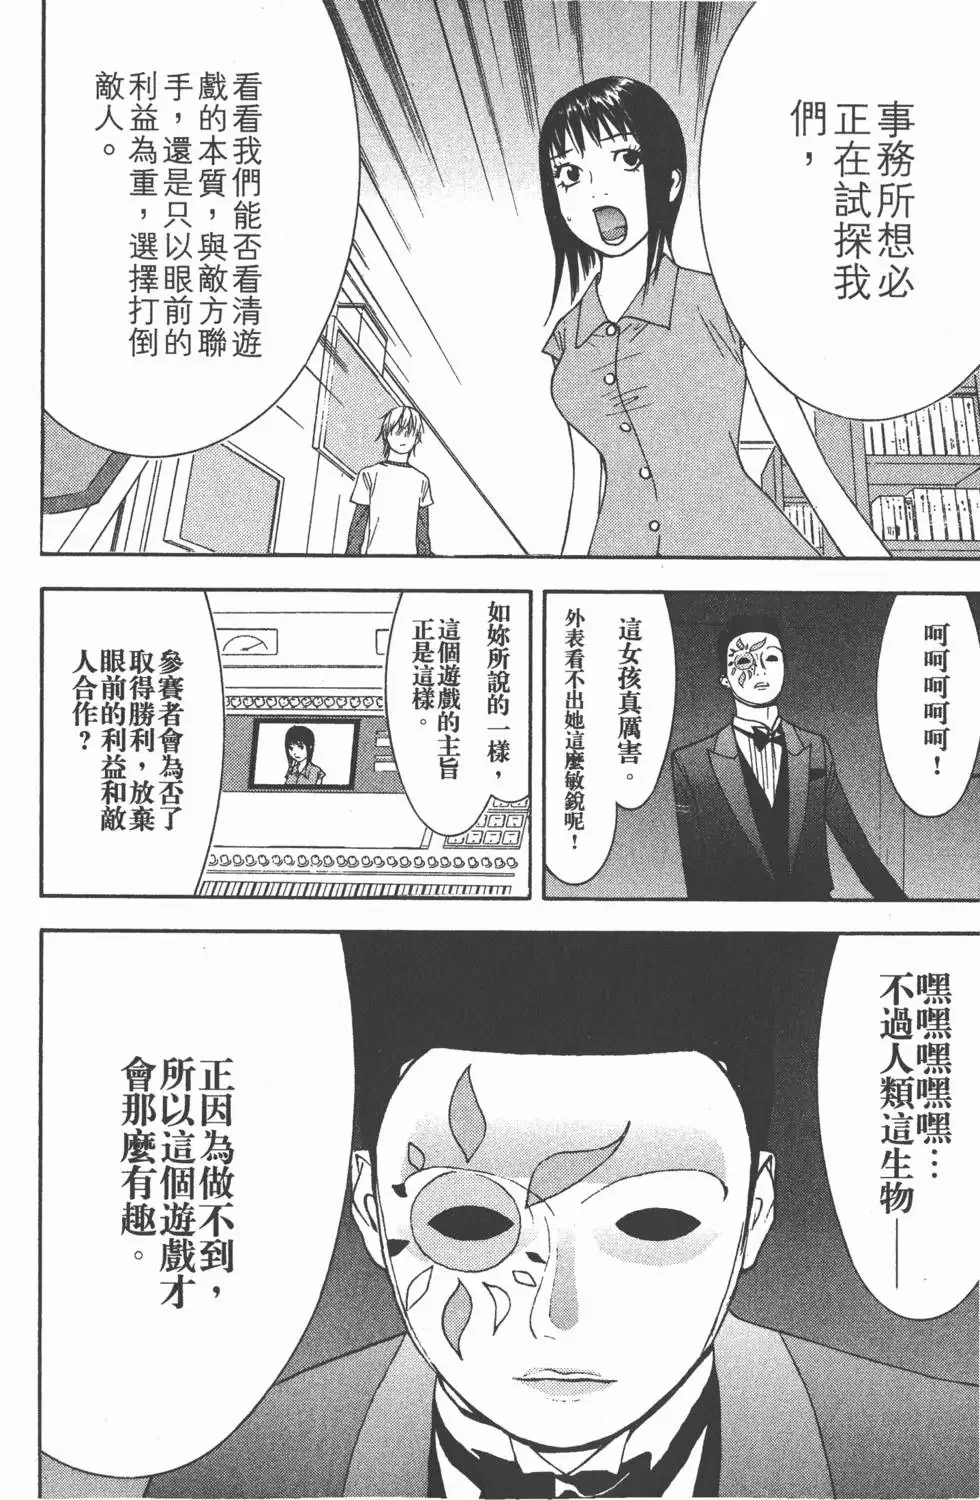 事務所想必
正在試探我
們，
看看我們能否看清遊
戲的本質，與敵方聯
手，還是只以眼前的
利益為重，選擇打倒
敵人。
呵呵呵呵呵！
這女孩真厲害。
外表看不出她這麼敏銳呢！
如妳所說的一樣，
這個遊戲的主旨
正是這樣。
參賽者會為否了
取得勝利，放棄
眼前的利益和敵
人合作？
嘿嘿嘿嘿嘿…
不過人類這生物——
正因為做不到，
所以這個遊戲才
會那麼有趣。